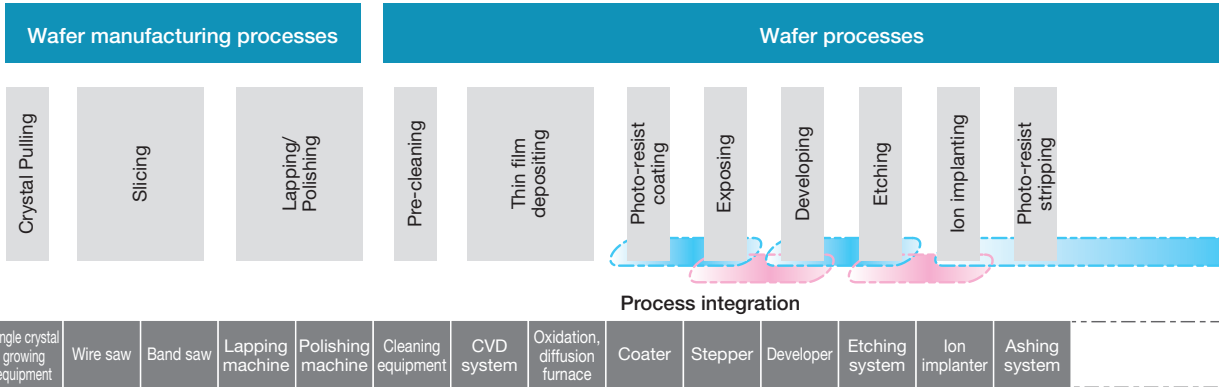 Wafer manufacturing processes
Wafer processes
Crystal Pulling
Slicing
Lapping/
Polishing
Pre-cleaning
Thin film
depositing
Photo-resist
coating
Exposing
Developing
Etching
Ion implanting
Photo-resist
stripping
Process integration
ngle crystal
growing
equipment
Wire saw
Band saw
Lapping
machine
Polishing
machine
Cleaning
equipment
CVD
system
Oxidation,
diffusion
furnace
Coater
Stepper
Developer
Etching
system
Ion
implanter
Ashing
system